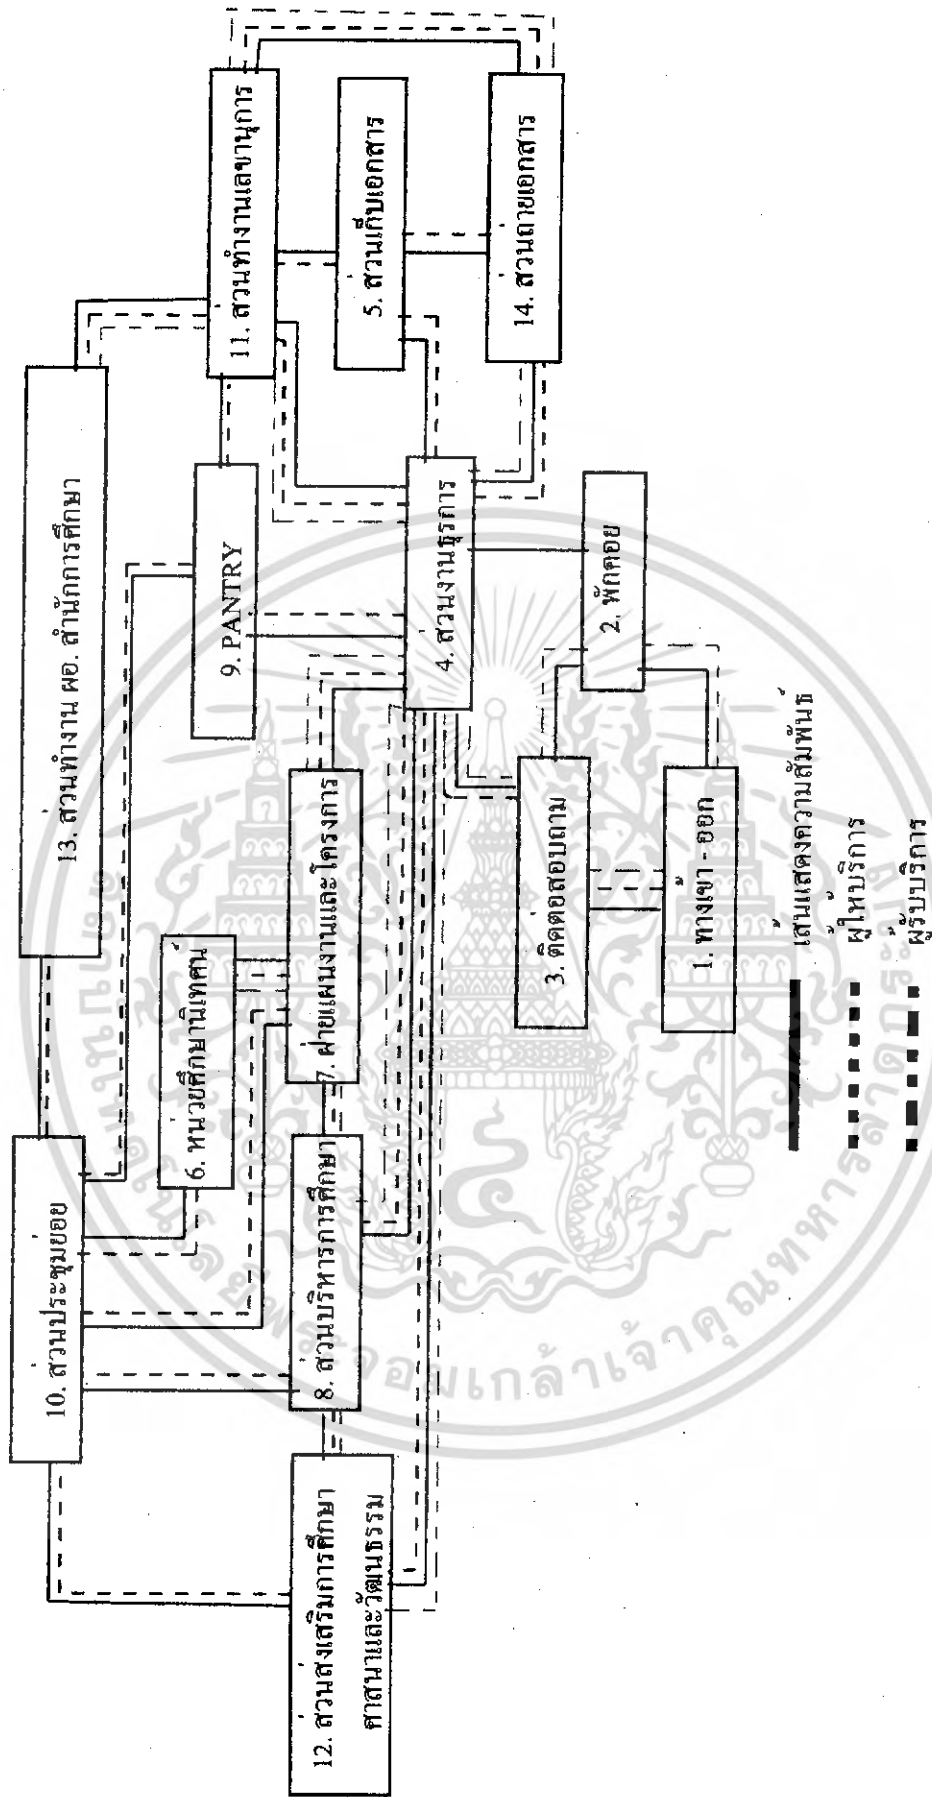 13. ส่วนทำงาน ผอ. สำนักการศึกษา
10. ส่วนประชุมย่อย
11. ส่วนทำงานเลขานุการ
9. PANTRY
6. หน่วยศึกษานิเทศน์
5. ส่วนเก็บเอกสาร
7. ฝ่ายแผนงานและโครงการ
8. ส่วนบริหารการศึกษา
12. ส่วนส่งเสริมการศึกษา
ศาสนาและวัฒนธรรม
4. ส่วนงานธุรการ
14. ส่วนถ่ายเอกสาร
3. ติดต่อสอบถาม
2. พักคอย
1. ทางเข้า - ออก
เส้นแสดงความสัมพันธ์
ผู้ให้บริการ
ผู้รับบริการ